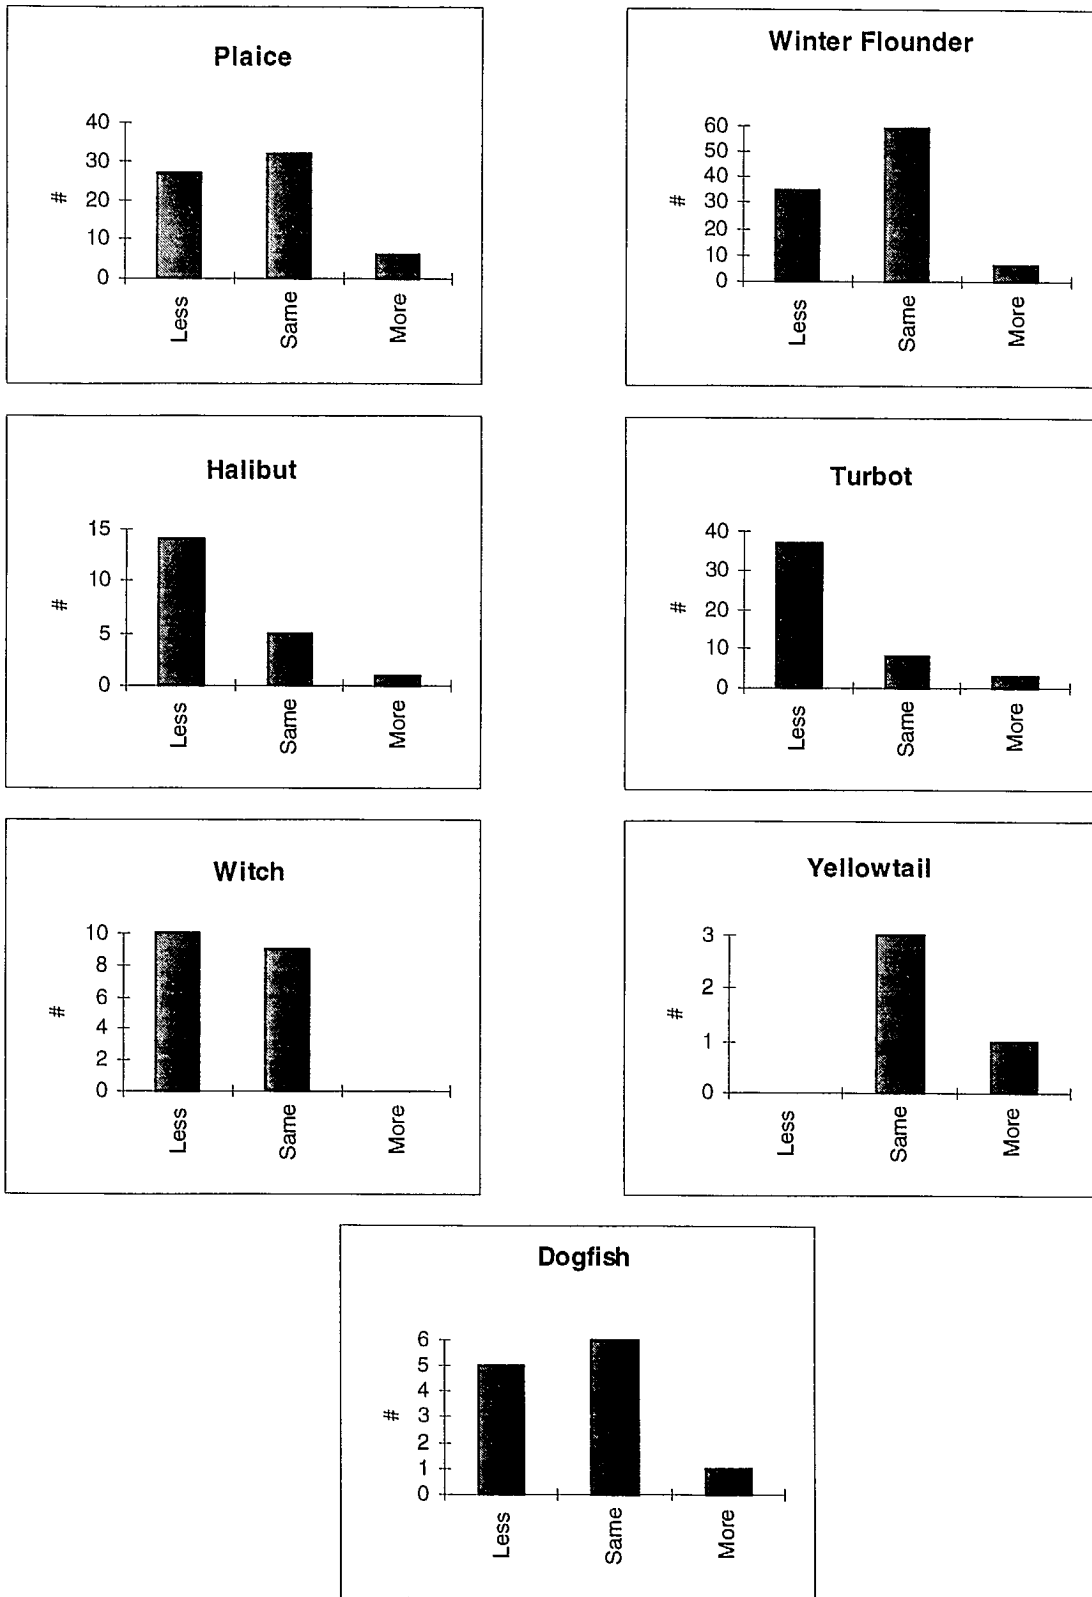 Plaice
40
30
20
10
0
#
Less
Same
More
Winter Flounder
60
50
40
30
20
10
0
#
Less
Same
More
Halibut
15
10
5
0
#
Less
Same
More
Turbot
40
30
20
10
0
#
Less
Same
More
Witch
10
8
6
4
2
0
#
Less
Same
More
Yellowtail
3
2
1
0
#
Less
Same
More
Dogfish
6
5
4
3
2
1
0
#
Less
Same
More